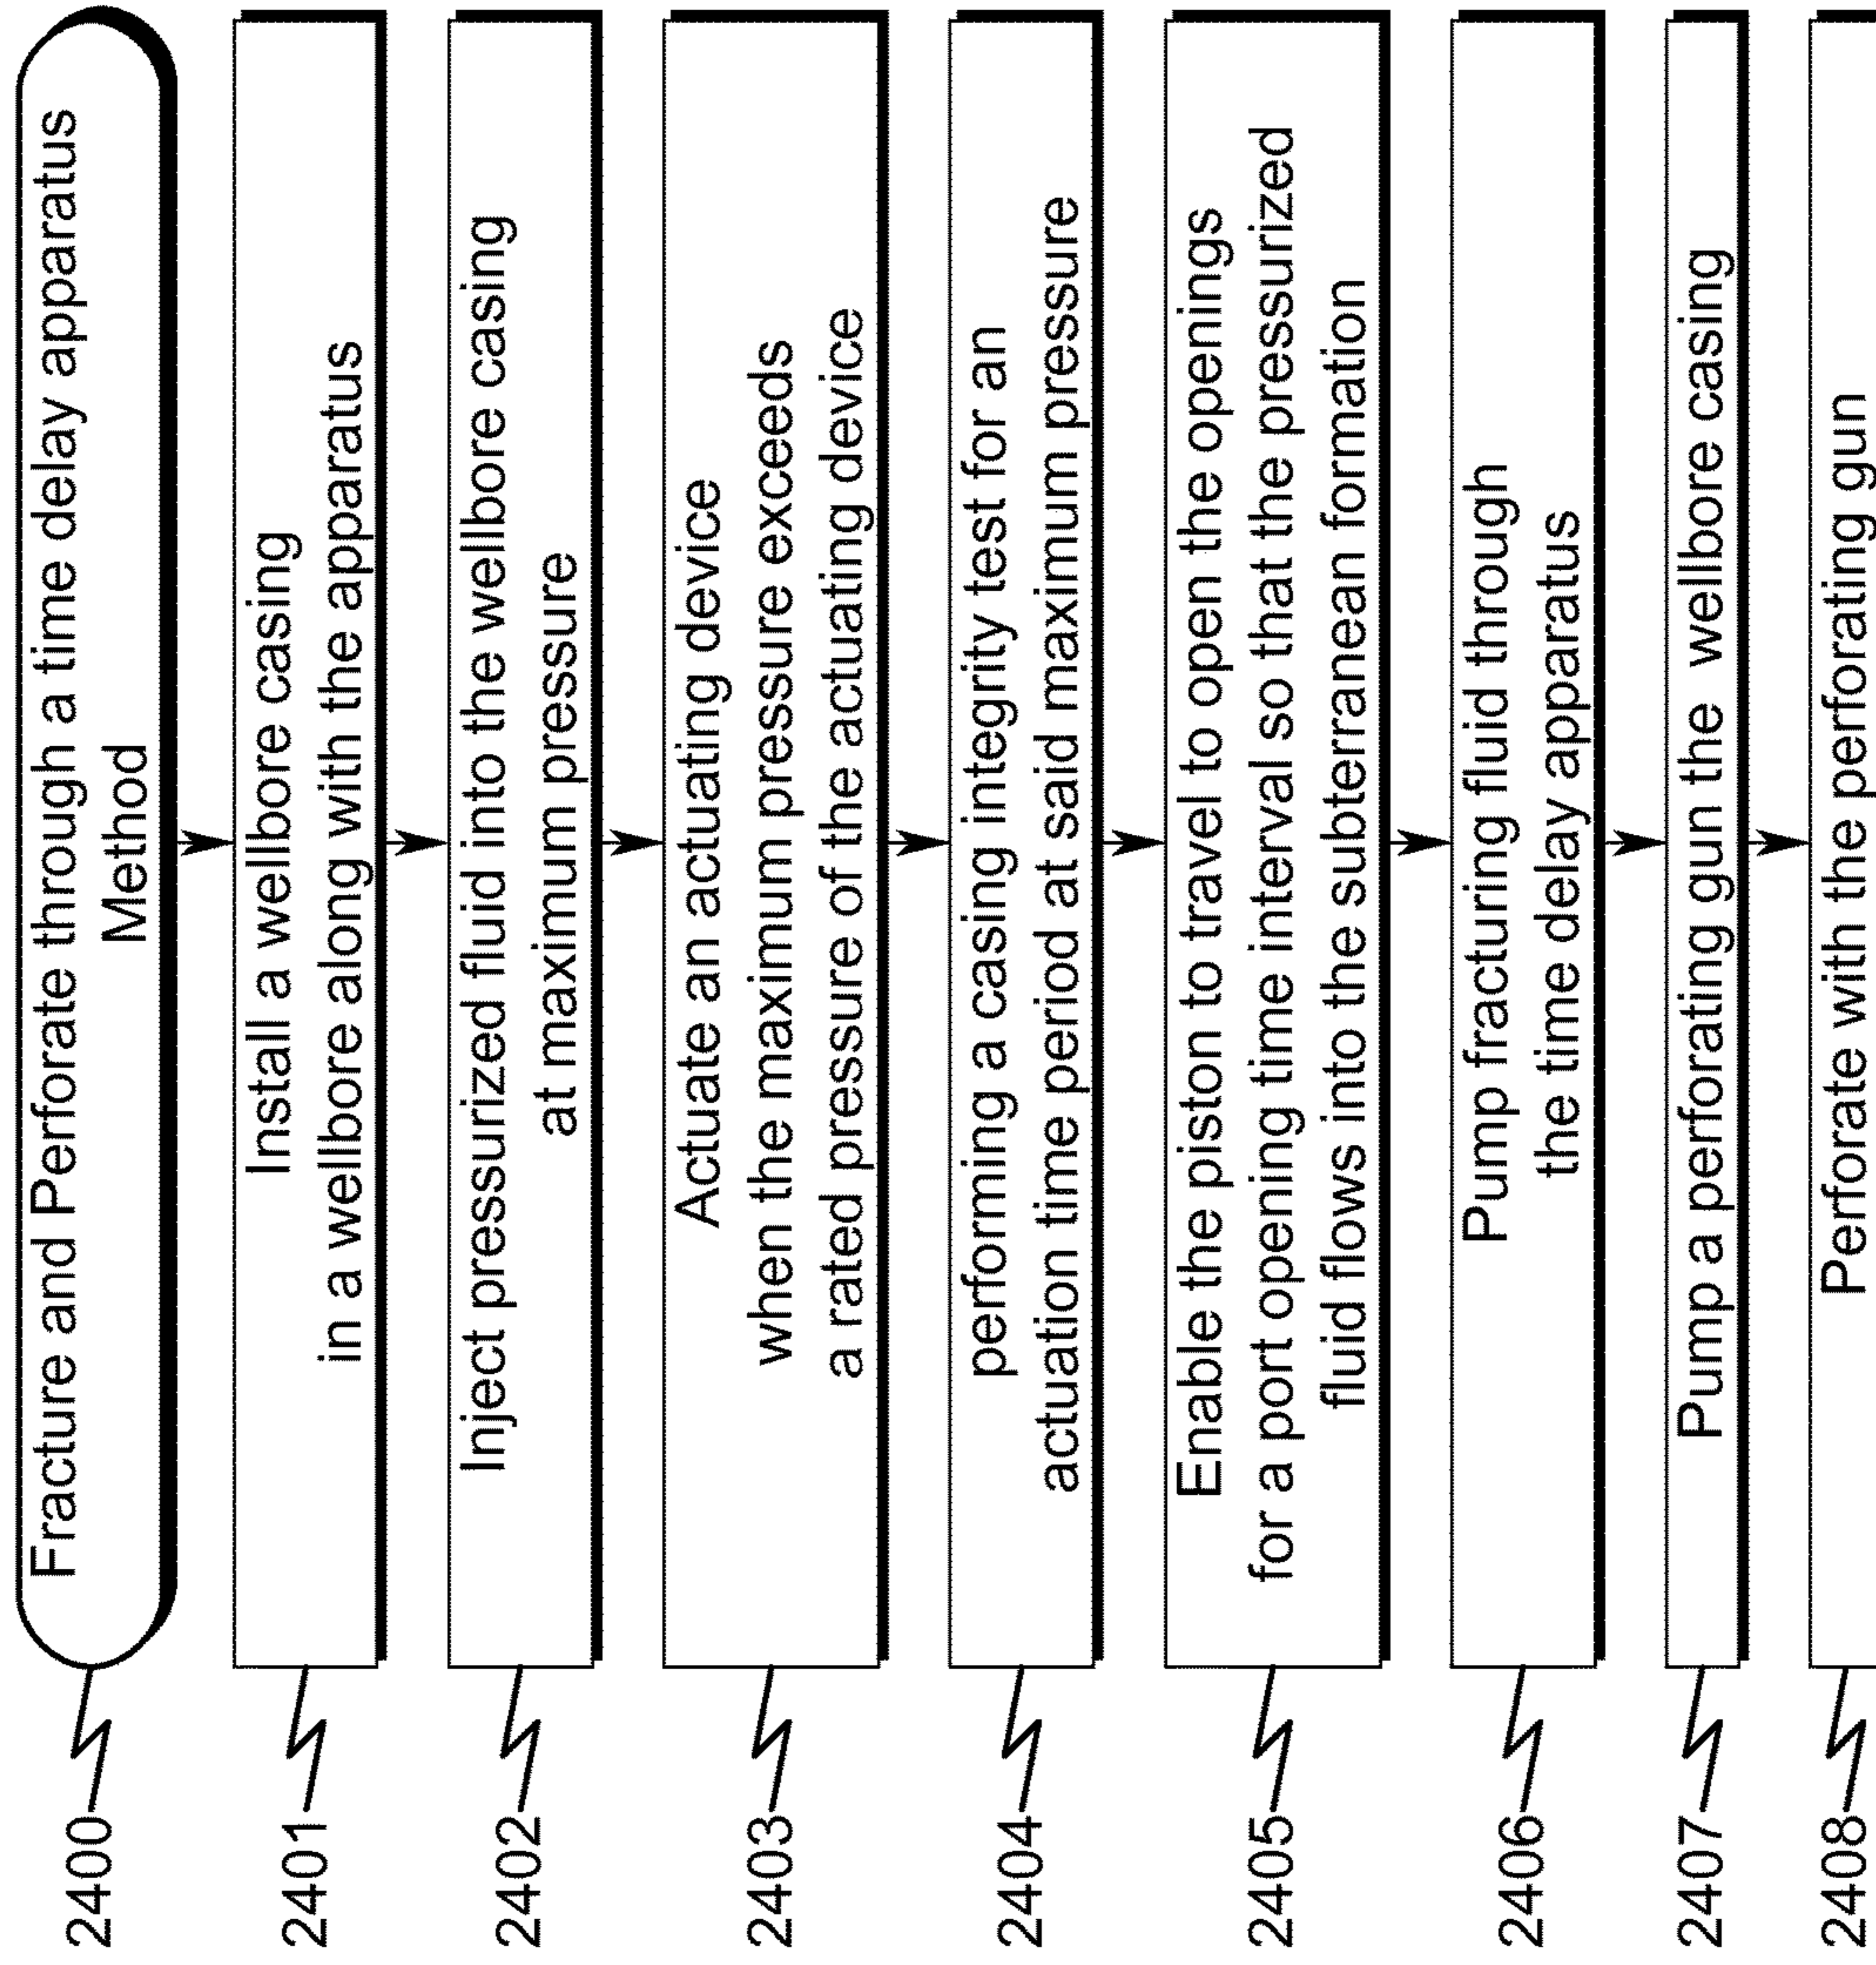 Fracture and Perforate through a time delay apparatus
Method
2400
Install a wellbore casing
in a wellbore along with the apparatus
2401
Inject pressurized fluid into the wellbore casing
at maximum pressure
2402
Actuate an actuating device
when the maximum pressure exceeds
a rated pressure of the actuating device
2403
performing a casing integrity test for an
actuation time period at said maximum pressure
2404
Enable the piston to travel to open the openings
for a port opening time interval so that the pressurized
fluid flows into the subterranean formation
2405
Pump fracturing fluid through
the time delay apparatus
2406
Pump a perforating gun the wellbore casing
2407
Perforate with the perforating gun
2408